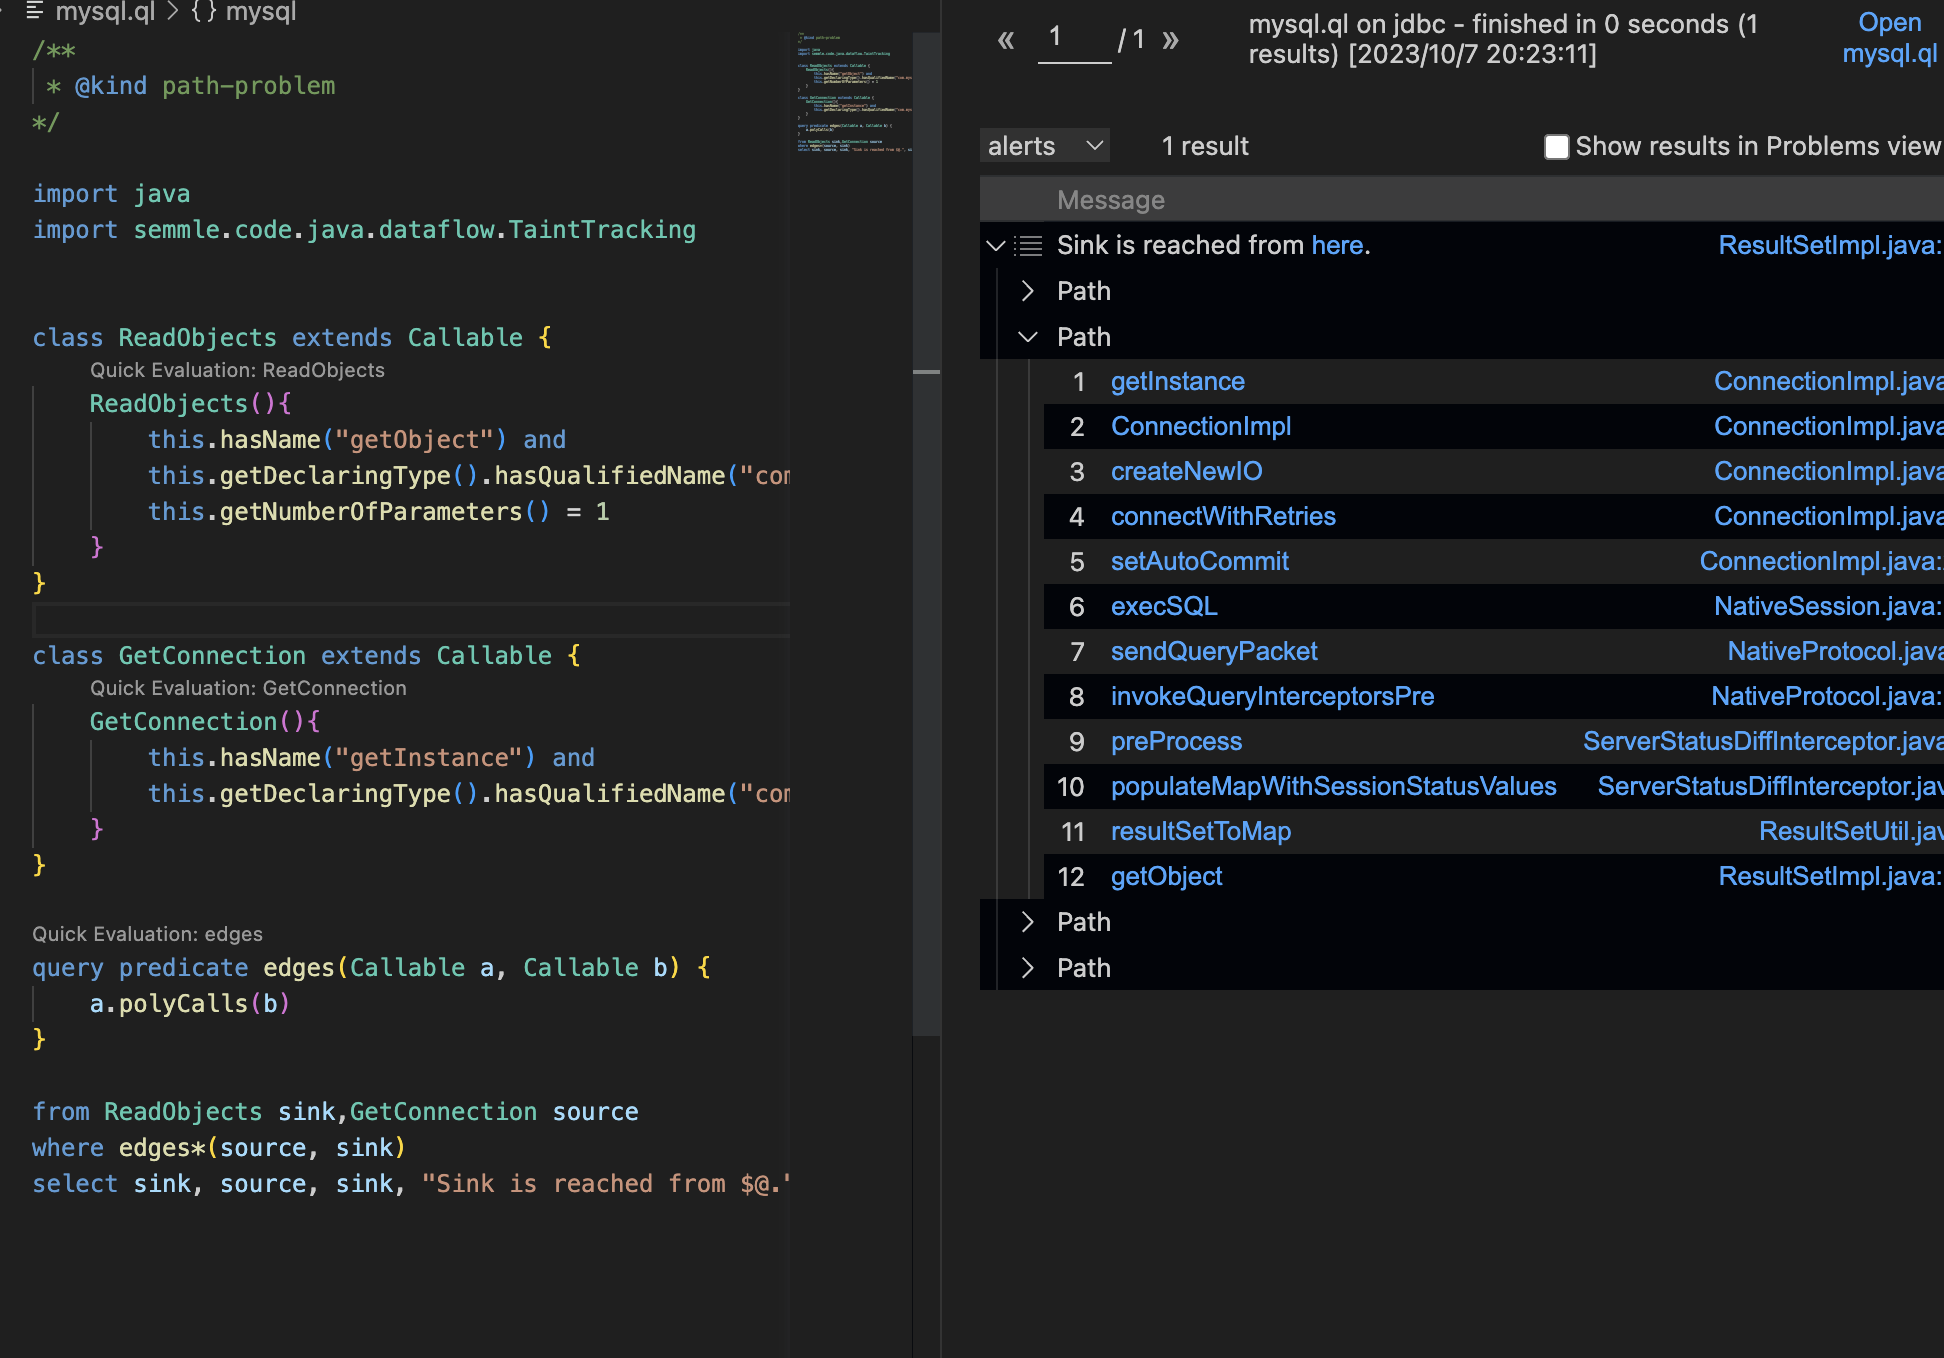 mysql.ql > {} mysql
/**
 * @kind path-problem
*/
import java
import semmle.code.java.dataflow.TaintTracking
class ReadObjects extends Callable {
Quick Evaluation: ReadObjects
ReadObjects(){
this.hasName("getObject") and
this.getDeclaringType().hasQualifiedName("com
this.getNumberOfParameters() = 1
}
}
class GetConnection extends Callable {
Quick Evaluation: GetConnection
GetConnection(){
this.hasName("getInstance") and
this.getDeclaringType().hasQualifiedName("com
}
}
Quick Evaluation: edges
query predicate edges(Callable a, Callable b) {
a.polyCalls(b)
}
from ReadObjects sink,GetConnection source
where edges*(source, sink)
select sink, source, sink, "Sink is reached from $@."
« 1 / 1 »
mysql.ql on jdbc - finished in 0 seconds (1
results) [2023/10/7 20:23:11]
Open
mysql.ql
alerts 1 result Show results in Problems view
Message
Sink is reached from here. ResultSetImpl.java:
Path
Path
1 getInstance ConnectionImpl.java
2 ConnectionImpl ConnectionImpl.java
3 createNewIO ConnectionImpl.java
4 connectWithRetries ConnectionImpl.java
5 setAutoCommit ConnectionImpl.java:
6 execSQL NativeSession.java:
7 sendQueryPacket NativeProtocol.java
8 invokeQueryInterceptorsPre NativeProtocol.java:
9 preProcess ServerStatusDiffInterceptor.java
10 populateMapWithSessionStatusValues ServerStatusDiffInterceptor.jav
11 resultSetToMap ResultSetUtil.jav
12 getObject ResultSetImpl.java:
Path
Path